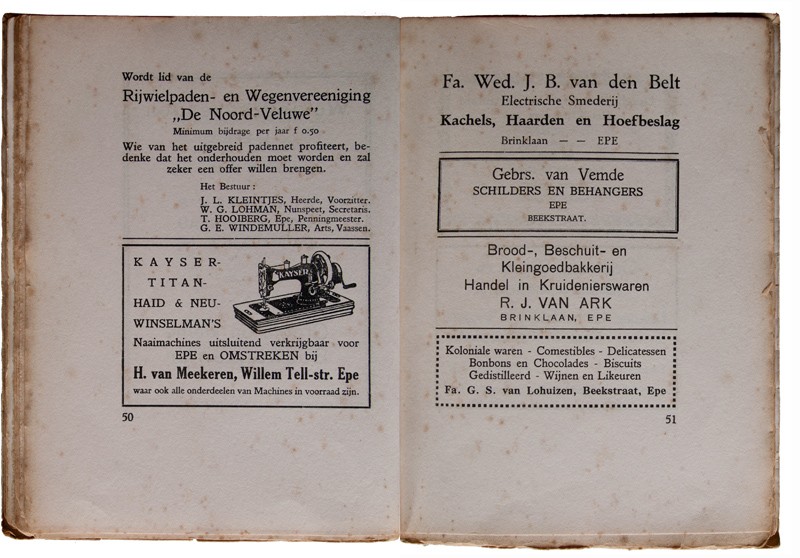 Wordt lid van de
Rijwielpaden- en Wegenvereeniging
„De Noord-Veluwe”
Minimum bijdrage per jaar f 0.50
Wie van het uitgebreid padennet profiteert, be-
denke dat het onderhouden moet worden en zal
zeker een offer willen brengen.
Het Bestuur :
J. L. KLEINTJES, Heerde, Voorzitter.
W. G. LOHMAN, Nunspeet, Secretaris.
T. HOOIBERG, Epe, Penningmeester.
G. E. WINDEMULLER, Arts, Vaassen.
KAYSER-
TITAN-
HAID & NEU-
WINSELMAN'S
KAYSER
Naaimachines uitsluitend verkrijgbaar voor
EPE en OMSTREKEN bij
H. van Meekeren, Willem Tell-str. Epe
waar ook alle onderdeelen van Machines in voorraad zijn.
50
Fa. Wed. J. B. van den Belt
Electrische Smederij
Kachels, Haarden en Hoefbeslag
Brinklaan — — EPE
Gebrs. van Vemde
SCHILDERS EN BEHANGERS
EPE
BEEKSTRAAT.
Brood-, Beschuit- en
Kleingoedbakkerij
Handel in Kruidenierswaren
R. J. VAN ARK
BRINKLAAN, EPE
Koloniale waren - Comestibles - Delicatessen
Bonbons en Chocolades - Biscuits
Gedistilleerd - Wijnen en Likeuren
Fa. G. S. van Lohuizen, Beekstraat, Epe
51